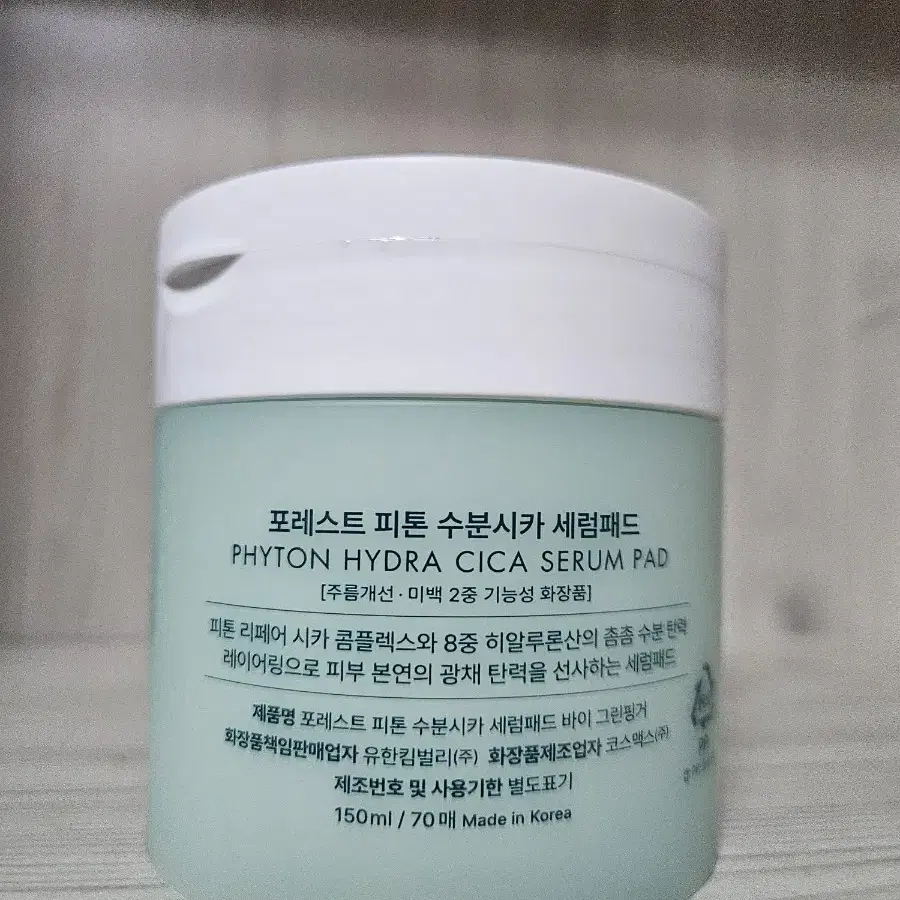 포레스트 피톤 수분시카 세럼패드
PHYTON HYDRA CICA SERUM PAD
[주름개선 · 미백 2중 기능성 화장품]
피톤 리페어 시카 콤플렉스와 8중 히알루론산의 촘촘 수분 탄력
레이어링으로 피부 본연의 광채 탄력을 선사하는 세럼패드
제품명 포레스트 피톤 수분시카 세럼패드 바이 그린핑거
화장품책임판매업자 유한킴벌리(주) 화장품제조업자 코스맥스(주)
제조번호 및 사용기한 별도표기
150ml / 70매 Made in Korea